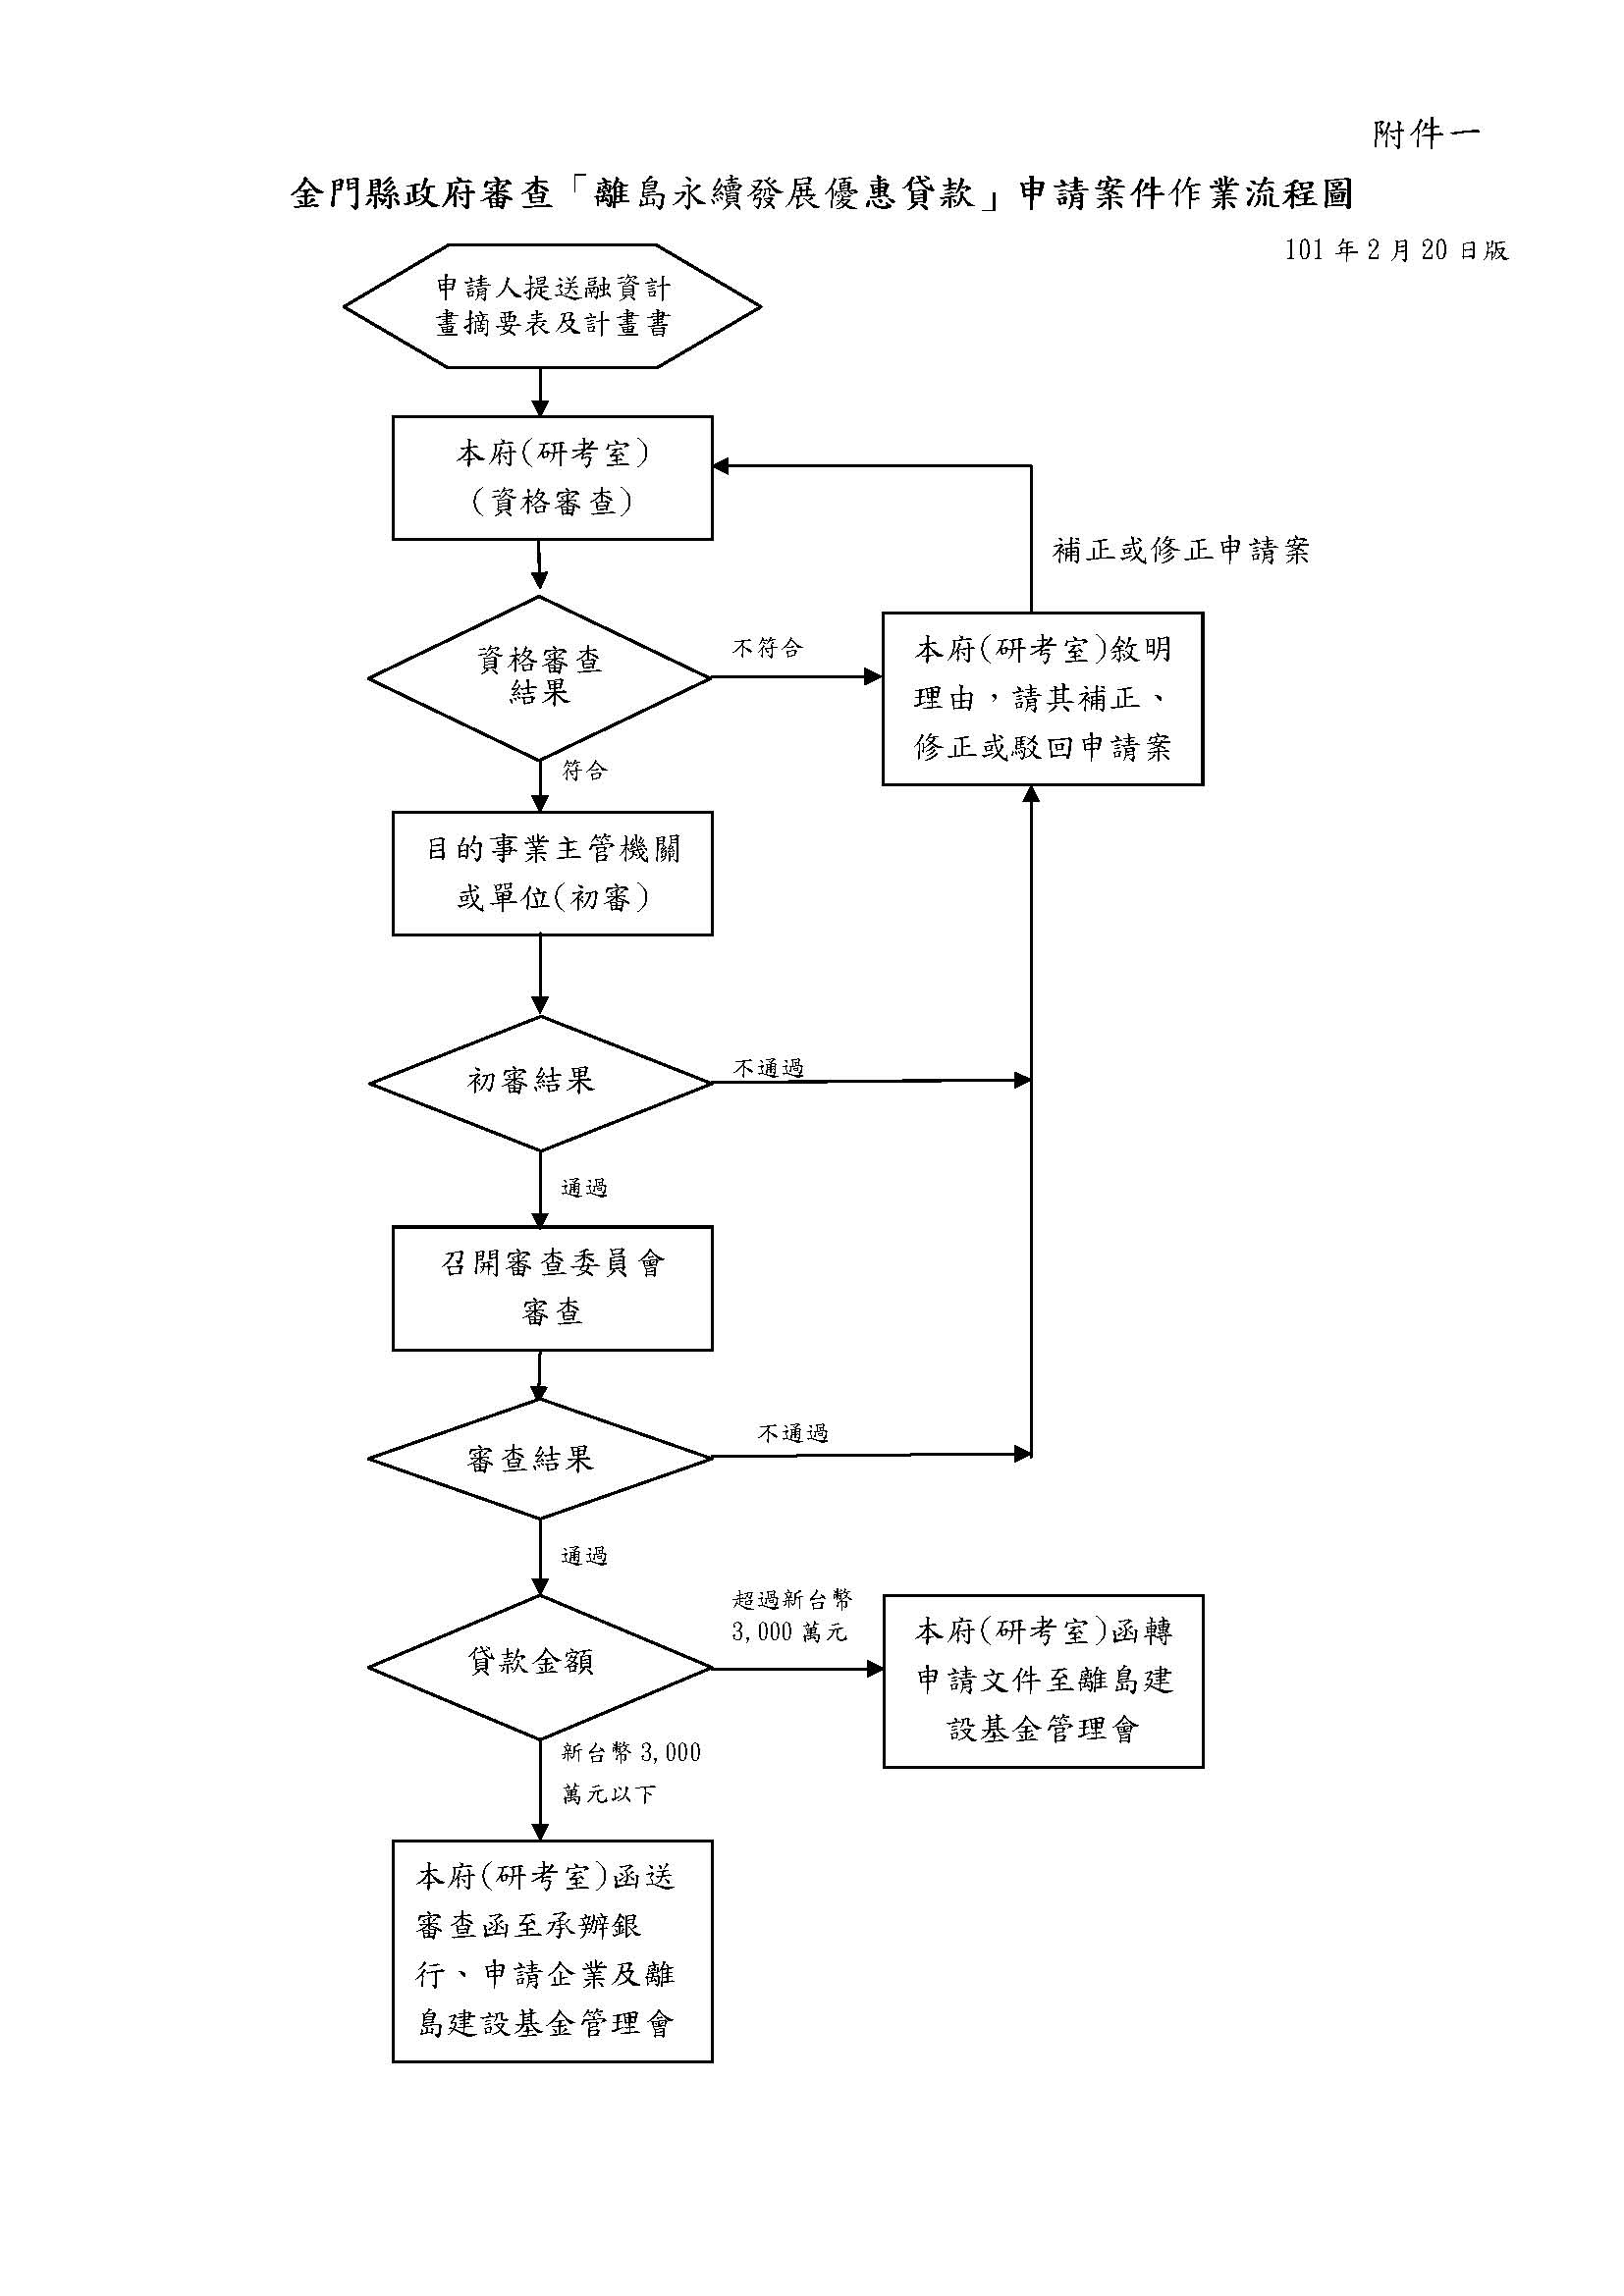 附件一
金門縣政府審查「離島永續發展優惠貸款」申請案件作業流程圖
101 年 2 月 20 日版
申請人提送融資計
畫摘要表及計畫書
本府(研考室)
(資格審查)
補正或修正申請案
資格審查
結果
不符合
本府(研考室)敘明
理由，請其補正、
修正或駁回申請案
符合
目的事業主管機關
或單位(初審)
初審結果
不通過
通過
召開審查委員會
審查
審查結果
不通過
通過
貸款金額
超過新台幣
3,000 萬元
本府(研考室)函轉
申請文件至離島建
設基金管理會
新台幣 3,000
萬元以下
本府(研考室)函送
審查函至承辦銀
行、申請企業及離
島建設基金管理會